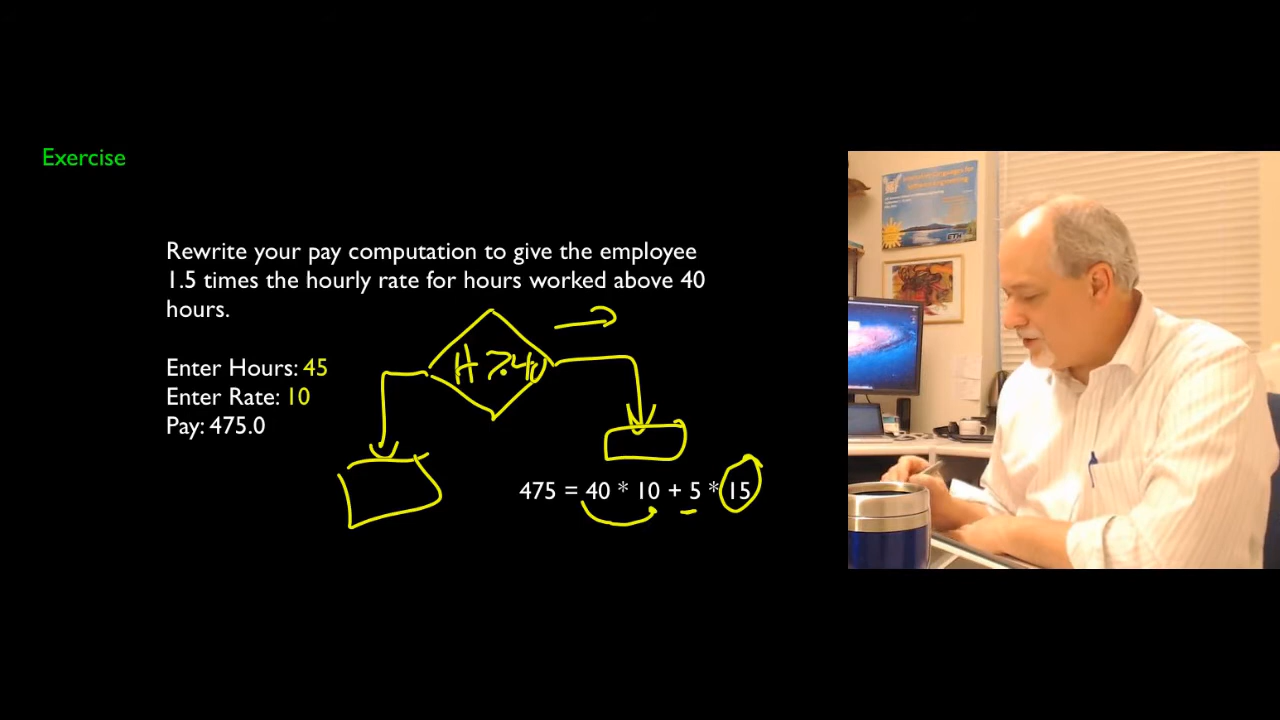 Exercise
Rewrite your pay computation to give the employee
1.5 times the hourly rate for hours worked above 40
hours.
H > 40
Enter Hours: 45
Enter Rate: 10
Pay: 475.0
475 = 40 * 10 + 5 * 15